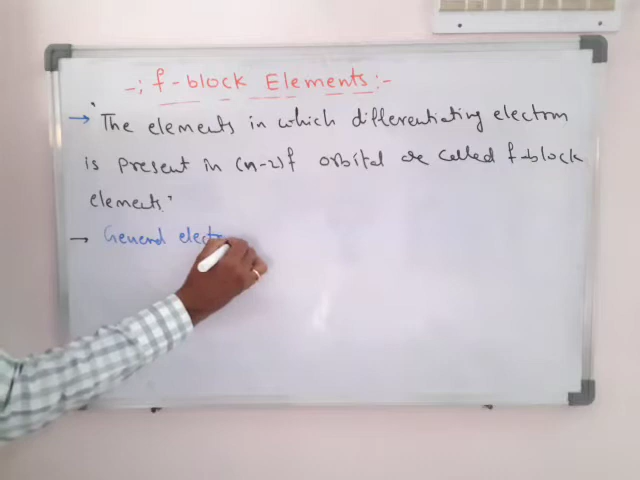 -: f-block Elements :-
→ "The elements in which differentiating electron
is present in (n-2)f orbital are called f-block
elements."
→ General elect